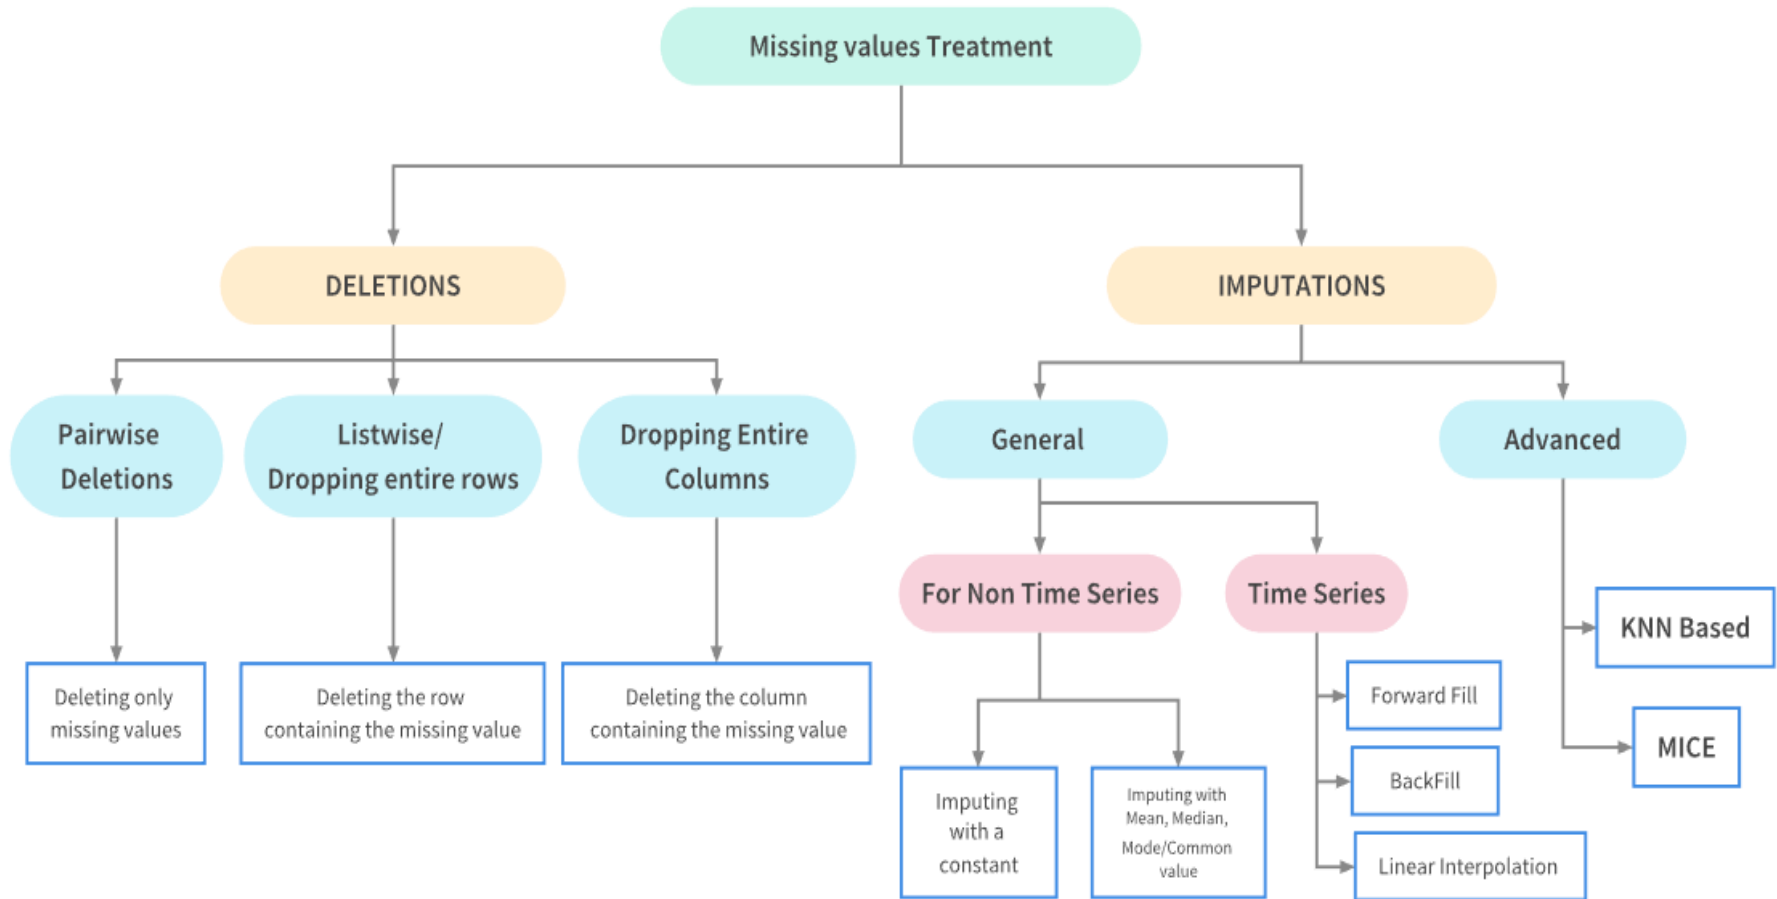 Missing values Treatment
DELETIONS
IMPUTATIONS
Pairwise
Deletions
Listwise/
Dropping entire rows
Dropping Entire
Columns
General
Advanced
For Non Time Series
Time Series
KNN Based
MICE
Deleting only
missing values
Deleting the row
containing the missing value
Deleting the column
containing the missing value
Forward Fill
BackFill
Linear Interpolation
Imputing
with a
constant
Imputing with
Mean, Median,
Mode/Common
value